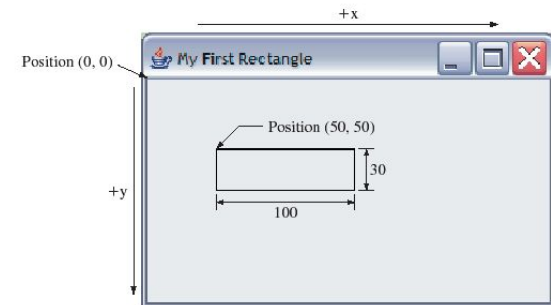 +x
Position (0, 0)
My First Rectangle
Position (50, 50)
30
+y
100